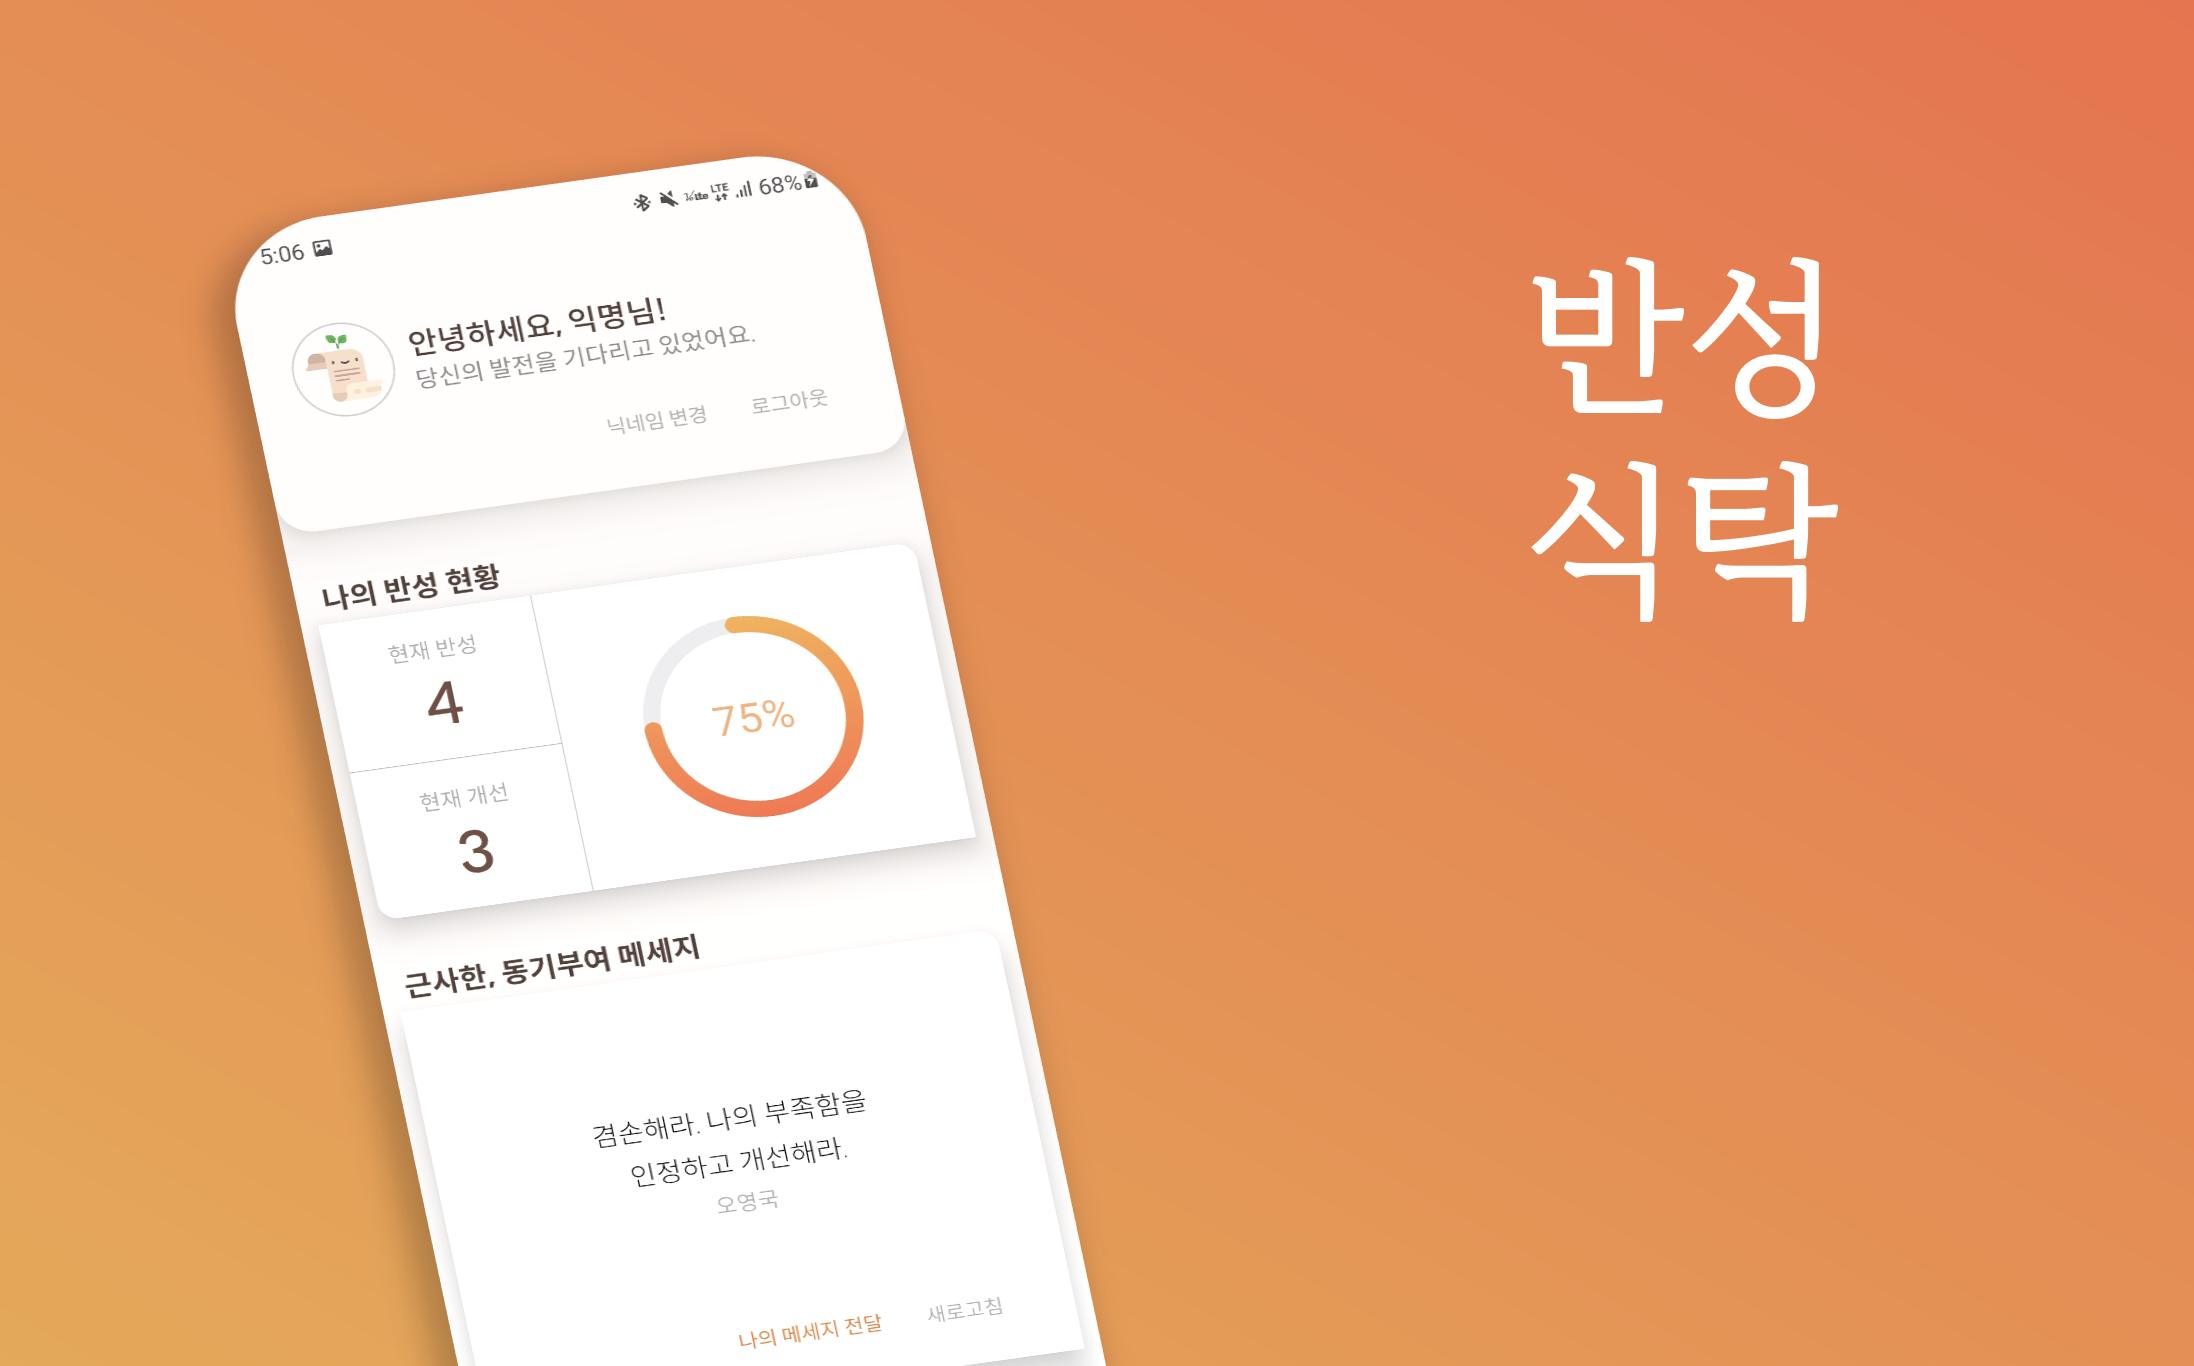 5:06
LTE
68%
안녕하세요, 익명님!
당신의 발전을 기다리고 있었어요.
닉네임 변경 로그아웃
나의 반성 현황
현재 반성
4
75%
현재 개선
3
근사한, 동기부여 메세지
겸손해라. 나의 부족함을
인정하고 개선해라.
오영국
나의 메세지 전달 새로고침
반성
식탁